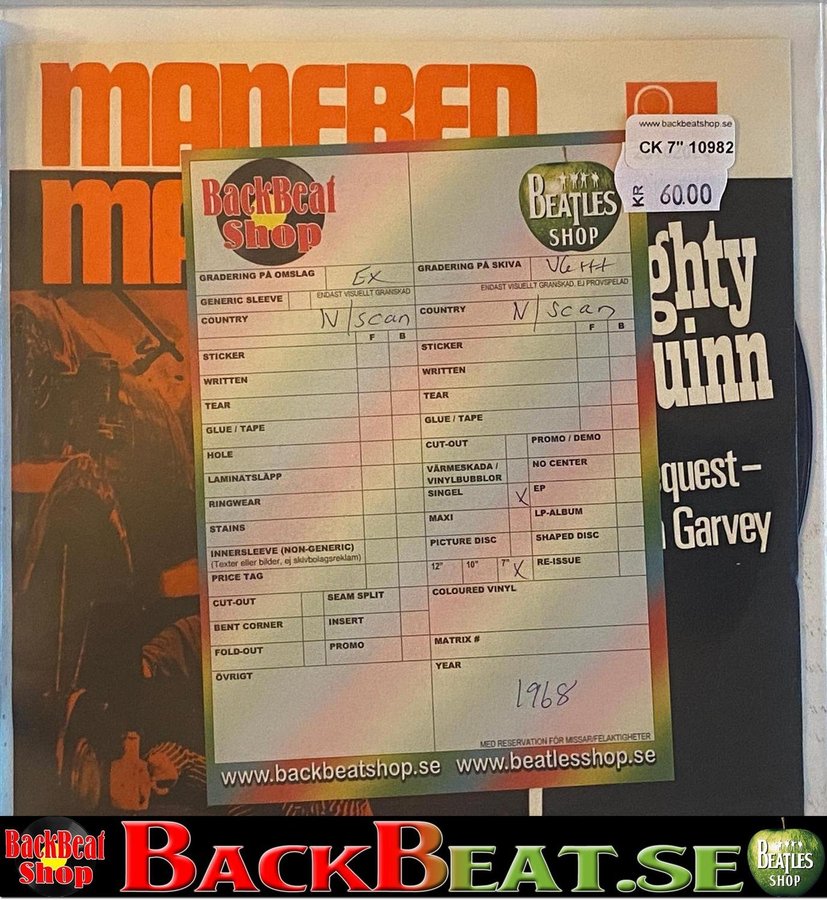 MANFRED
MA
www.backbeatshop.se
CK 7" 10982
KR 60.00
ghty
uinn
quest–
Garvey
BackBeat
Shop
BEATLES
SHOP
GRADERING PÅ OMSLAG EX
ENDAST VISUELLT GRANSKAD
GENERIC SLEEVE
COUNTRY N/Scan
F B
STICKER
WRITTEN
TEAR
GLUE / TAPE
HOLE
LAMINATSLÄPP
RINGWEAR
STAINS
INNERSLEEVE (NON-GENERIC)
(Texter eller bilder, ej skivbolagsreklam)
PRICE TAG
CUT-OUT SEAM SPLIT
BENT CORNER INSERT
FOLD-OUT PROMO
ÖVRIGT
GRADERING PÅ SKIVA VG++
ENDAST VISUELLT GRANSKAD, EJ PROVSPELAD
COUNTRY N/Scan
F B
STICKER
WRITTEN
TEAR
GLUE / TAPE
CUT-OUT PROMO / DEMO
VÄRMESKADA / NO CENTER
VINYLBUBBLOR
SINGEL X EP
MAXI LP-ALBUM
PICTURE DISC SHAPED DISC
12" 10" 7" X RE-ISSUE
COLOURED VINYL
MATRIX #
YEAR
1968
MED RESERVATION FÖR MISSAR/FELAKTIGHETER
www.backbeatshop.se www.beatlesshop.se
BackBeat
Shop
BACKBEAT.SE
BEATLES
SHOP